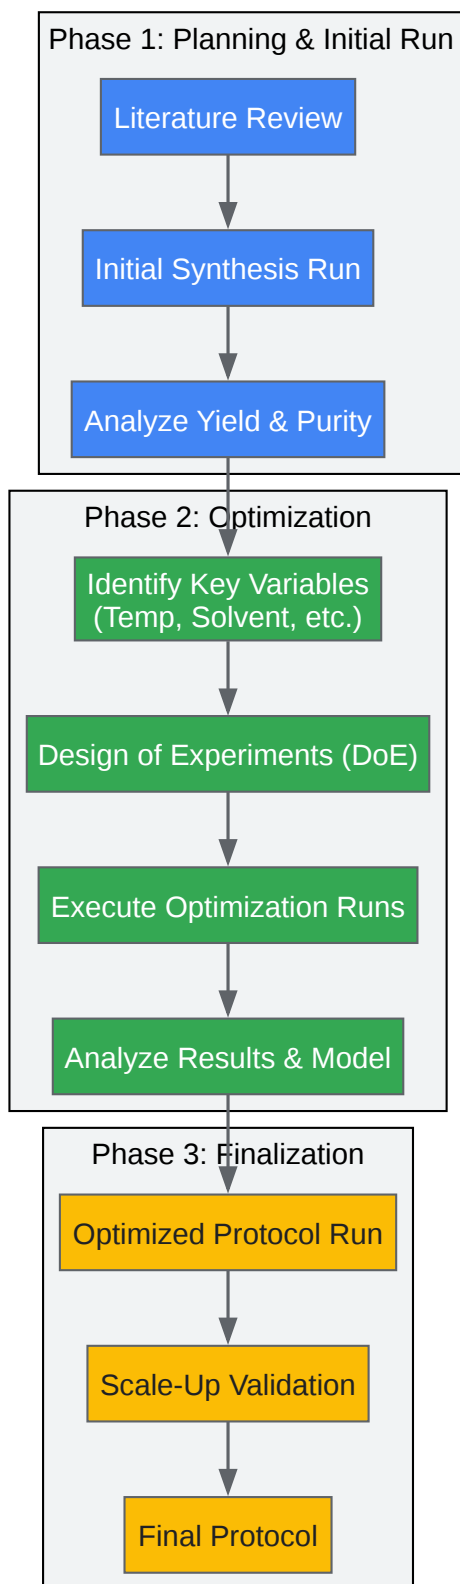 Phase 1: Planning & Initial Run
Literature Review
Initial Synthesis Run
Analyze Yield & Purity
Phase 2: Optimization
Identify Key Variables
(Temp, Solvent, etc.)
Design of Experiments (DoE)
Execute Optimization Runs
Analyze Results & Model
Phase 3: Finalization
Optimized Protocol Run
Scale-Up Validation
Final Protocol